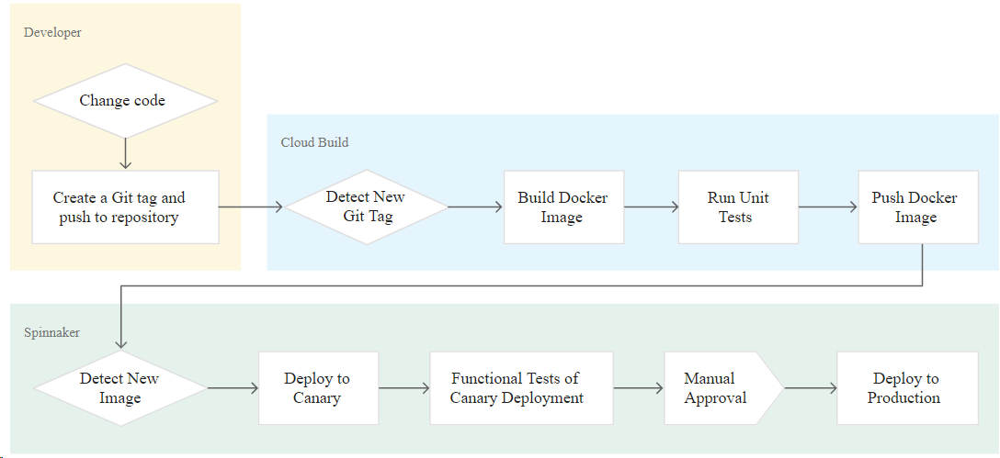 Developer
Change code
Create a Git tag and
push to repository
Cloud Build
Detect New
Git Tag
Build Docker
Image
Run Unit
Tests
Push Docker
Image
Spinnaker
Detect New
Image
Deploy to
Canary
Functional Tests of
Canary Deployment
Manual
Approval
Deploy to
Production